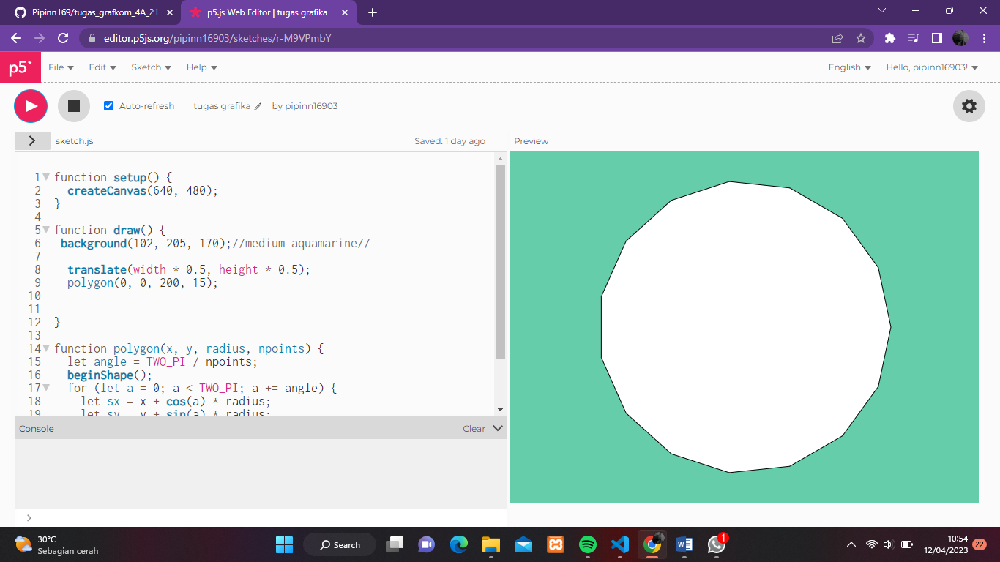 Pipinn169/tugas_grafkom_4A_21
p5.js Web Editor | tugas grafika
editor.p5js.org/pipinn16903/sketches/r-M9VPmbY
p5*
File
Edit
Sketch
Help
English
Hello, pipinn16903!
Auto-refresh
tugas grafika
by pipinn16903
sketch.js
Saved: 1 day ago
Preview
1 function setup() {
2 createCanvas(640, 480);
3 }
4
5 function draw() {
6 background(102, 205, 170);//medium aquamarine//
7
8 translate(width * 0.5, height * 0.5);
9 polygon(0, 0, 200, 15);
10
11
12 }
13
14 function polygon(x, y, radius, npoints) {
15 let angle = TWO_PI / npoints;
16 beginShape();
17 for (let a = 0; a < TWO_PI; a += angle) {
18 let sx = x + cos(a) * radius;
19 let sy = y + sin(a) * radius;
Console
Clear
30°C
Sebagian cerah
Search
1
10:54
12/04/2023
22